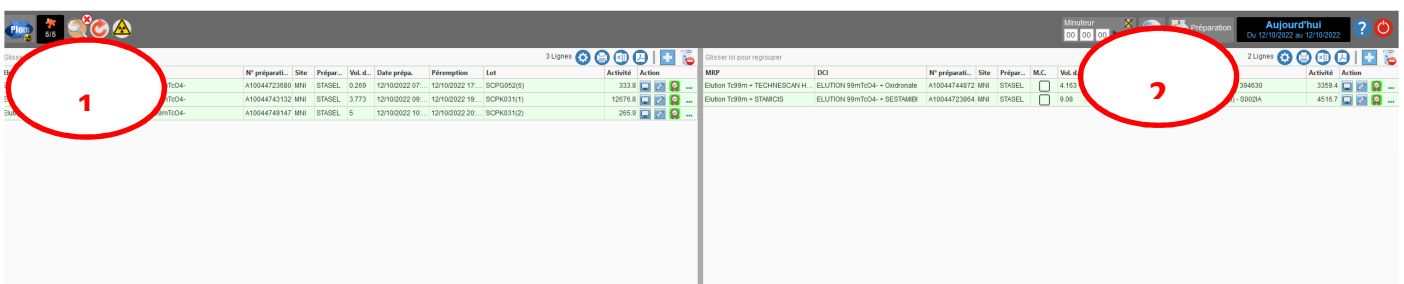 Plom
5/5
Minuteur
00 00 00
Préparation
Aujourd'hui
Du 12/10/2022 au 12/10/2022
?
3 Lignes
N° préparati... Site Prépar... Vol. d... Date prépa. Péremption Lot Activité Action
mTcO4- A10044723680 MNI STASEL 0.269 12/10/2022 07:... 12/10/2022 17:... SCPG052(6) 333.8 ...
A10044743132 MNI STASEL 3.773 12/10/2022 09:... 12/10/2022 19:... SCPK031(1) 12676.8 ...
9mTcO4- A10044749147 MNI STASEL 5 12/10/2022 10:... 12/10/2022 20:... SCPK031(2) 265.9 ...
1
Glisser ici pour regrouper 2 Lignes
MRP DCI N° préparati... Site Prépar... M.C. Vol. d. Activité Action
Elution Tc99m + TECHNESCAN H... ELUTION 99mTcO4- + Oxidronate A10044744872 MNI STASEL 4.163 394630 3359.4 ...
Elution Tc99m + STAMICIS ELUTION 99mTcO4- + SESTAMIBI A10044723864 MNI STASEL 9.08 - S002IA 4516.7 ...
2